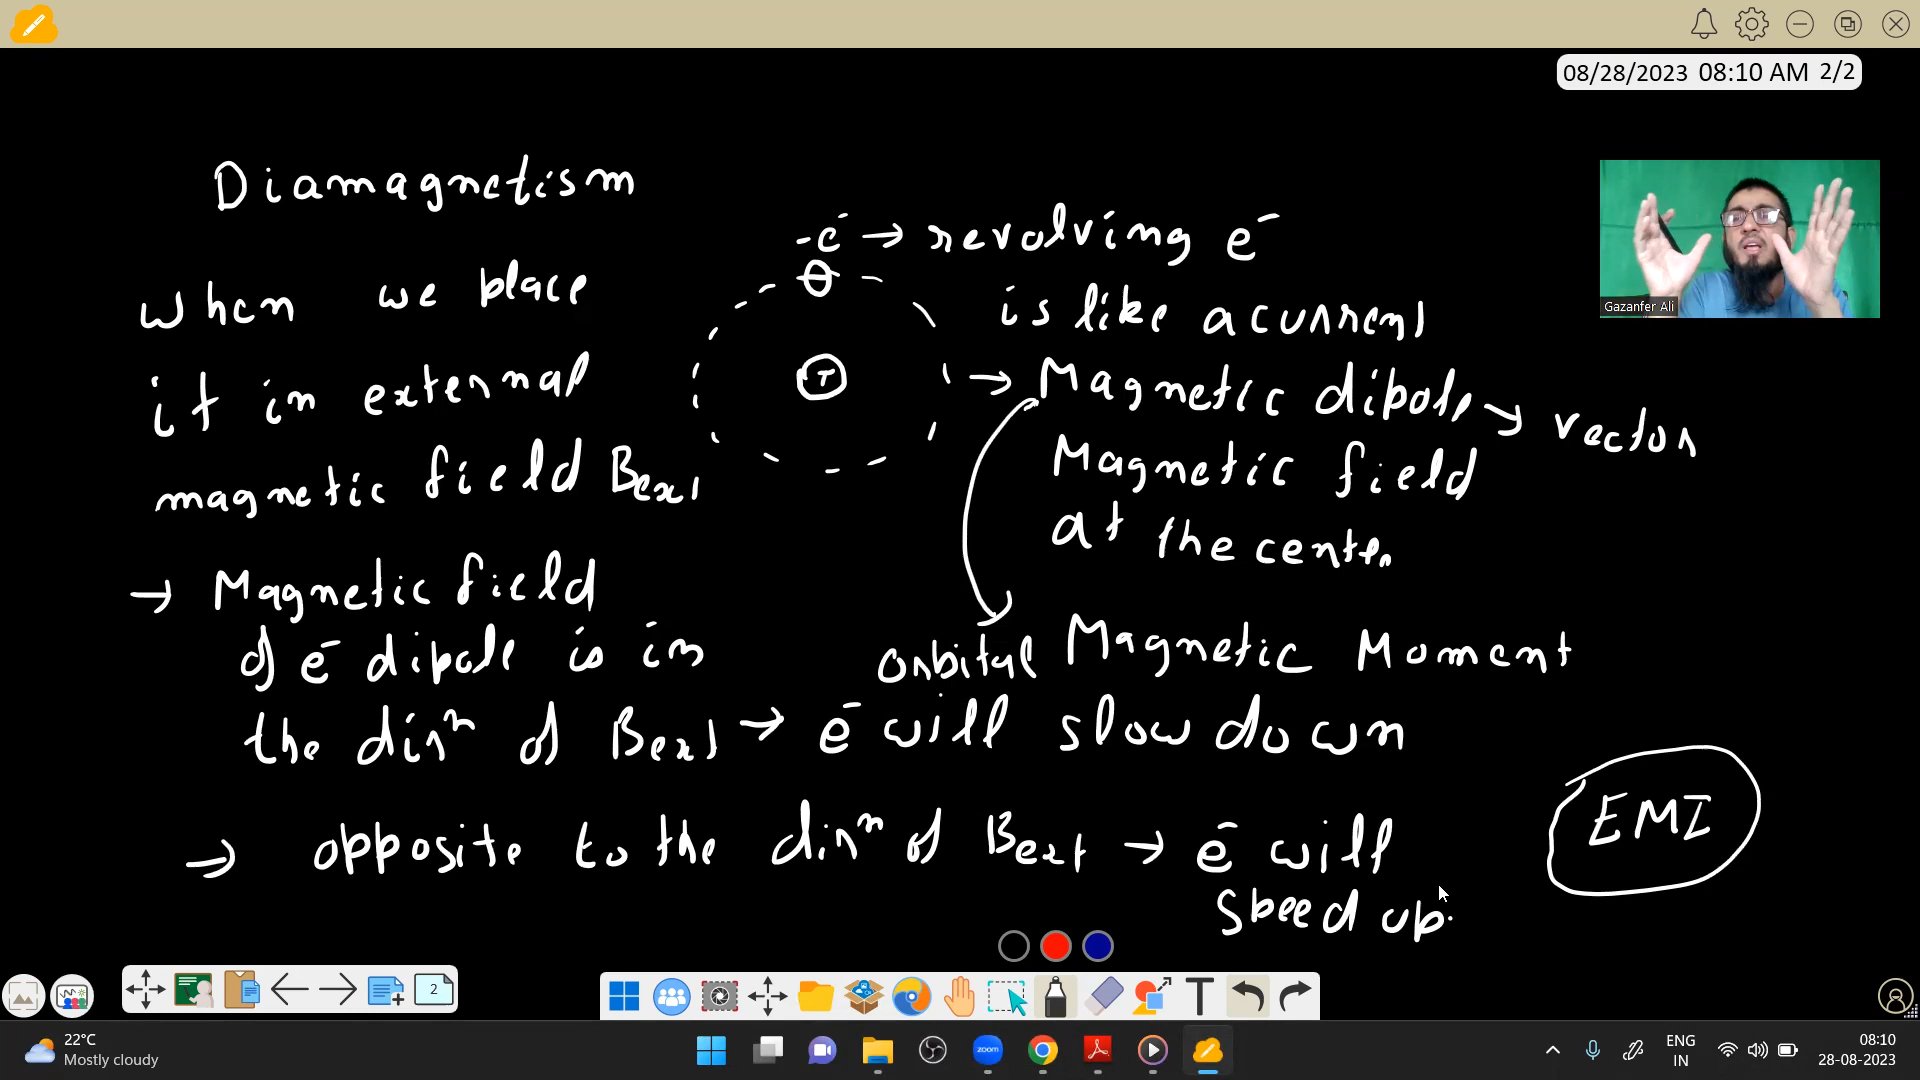 08/28/2023 08:10 AM 2/2
Diamagnetism
-e⁻ → revolving e⁻
is like a current
→ Magnetic dipole → vector
Magnetic field
at the center
Gazanfer Ali
when we place
it in external
magnetic field Bext
→ Magnetic field
of e⁻ dipole is in
the dirⁿ of Bext → e⁻ will slow down
orbital Magnetic Moment
→ opposite to the dirⁿ of Bext → e⁻ will
speed up.
EMI
2
T
zoom
22°C
Mostly cloudy
ENG
IN
08:10
28-08-2023